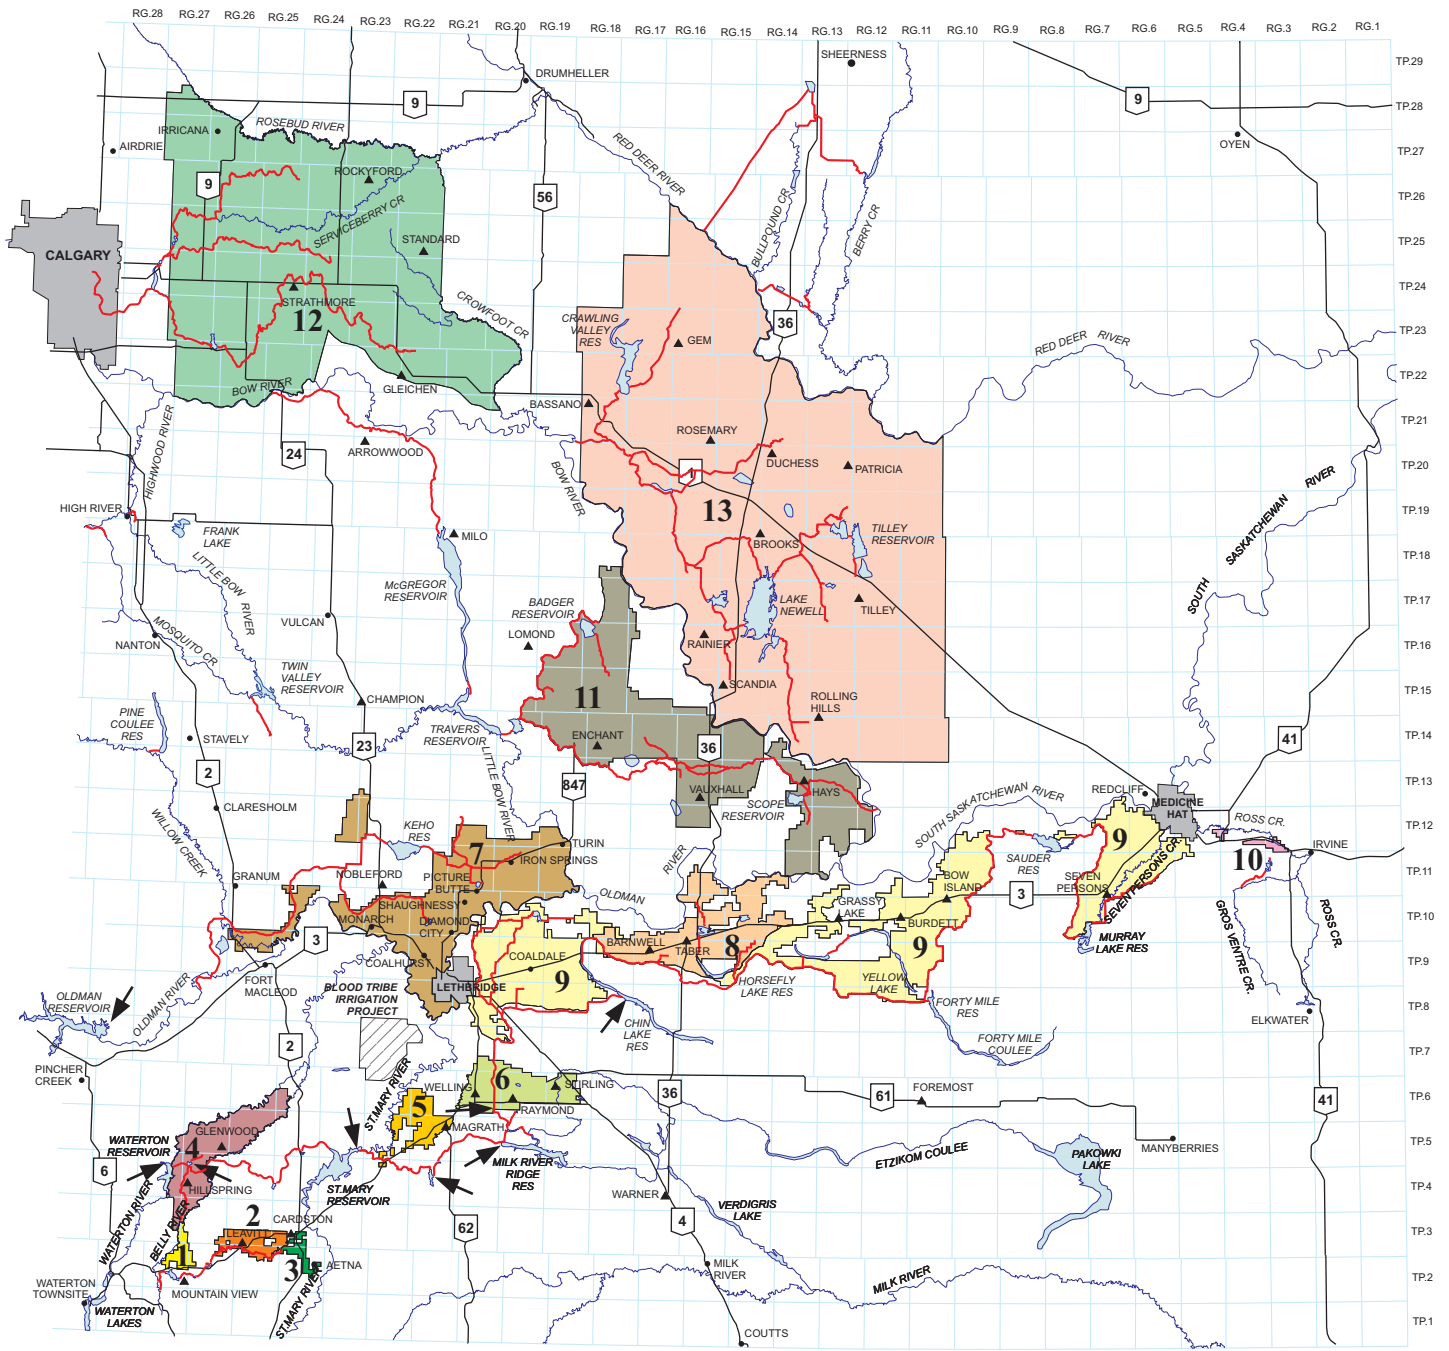 RG.28
RG.27
RG.26
RG.25
RG.24
RG.23
RG.22
RG.21
RG.20
RG.19
RG.18
RG.17
RG.16
RG.15
RG.14
RG.13
RG.12
RG.11
RG.10
RG.9
RG.8
RG.7
RG.6
RG.5
RG.4
RG.3
RG.2
RG.1
SHEERNESS
TP.29
DRUMHELLER
9
9
TP.28
ROSEBUD RIVER
IRRICANA
AIRDRIE
OYEN
TP.27
RED DEER RIVER
ROCKYFORD
9
56
TP.26
SERVICEBERRY CR
BULLPOUND CR
BERRY CR
STANDARD
TP.25
CALGARY
STRATHMORE
12
CROWFOOT CR
TP.24
CRAWLING
VALLEY
RES
GEM
36
RED DEER
RIVER
TP.23
BOW RIVER
GLEICHEN
TP.22
BASSANO
HIGHWOOD RIVER
ROSEMARY
TP.21
ARROWWOOD
24
BOW RIVER
1
DUCHESS
PATRICIA
TP.20
SOUTH
SASKATCHEWAN
RIVER
HIGH RIVER
FRANK
LAKE
MILO
13
BROOKS
TILLEY
RESERVOIR
TP.19
LITTLE BOW
RIVER
TP.18
McGREGOR
RESERVOIR
BADGER
RESERVOIR
LAKE
NEWELL
TILLEY
TP.17
VULCAN
NANTON
MOSQUITO CR
LOMOND
RAINIER
TP.16
TWIN
VALLEY
RESERVOIR
CHAMPION
11
SCANDIA
ROLLING
HILLS
TP.15
PINE
COULEE
RES
STAVELY
23
TRAVERS
RESERVOIR
ENCHANT
36
41
TP.14
2
LITTLE BOW RIVER
847
VAUXHALL
HAYS
SCOPE
RESERVOIR
SOUTH SASKATCHEWAN
RIVER
REDCLIFF
MEDICINE
HAT
TP.13
CLARESHOLM
WILLOW CREEK
KEHO
RES
7
TURIN
IRON SPRINGS
RIVER
9
ROSS CR.
IRVINE
10
TP.12
SAUDER
RES
GRANUM
NOBLEFORD
PICTURE
BUTTE
SHAUGHNESSY
OLDMAN
BOW
ISLAND
3
SEVEN
PERSONS
SEVEN PERSONS CR.
TP.11
MONARCH
DIAMOND
CITY
GRASSY
LAKE
BURDETT
MURRAY
LAKE RES
GROS VENTRE CR.
ROSS CR.
TP.10
3
COALHURST
COALDALE
BARNWELL
TABER
8
9
TP.9
FORT
MACLEOD
BLOOD TRIBE
IRRIGATION
PROJECT
LETHBRIDGE
9
HORSEFLY
LAKE RES
YELLOW
LAKE
OLDMAN
RESERVOIR
OLDMAN RIVER
CHIN
LAKE
RES
FORTY MILE
RES
ELKWATER
TP.8
2
FORTY MILE
COULEE
TP.7
PINCHER
CREEK
ST.MARY RIVER
WELLING
6
STIRLING
RAYMOND
36
61
FOREMOST
41
TP.6
5
MAGRATH
GLENWOOD
WATERTON
RESERVOIR
4
MILK RIVER
RIDGE
RES
ETZIKOM COULEE
PAKOWKI
LAKE
MANYBERRIES
TP.5
6
HILLSPRING
ST.MARY
RESERVOIR
WARNER
VERDIGRIS
LAKE
TP.4
WATERTON RIVER
BELLY RIVER
2
CARDSTON
LEAVITT
62
4
TP.3
1
3
AETNA
MOUNTAIN VIEW
WATERTON
TOWNSITE
WATERTON
LAKES
ST.MARY RIVER
MILK
RIVER
MILK RIVER
TP.2
COUTTS
TP.1